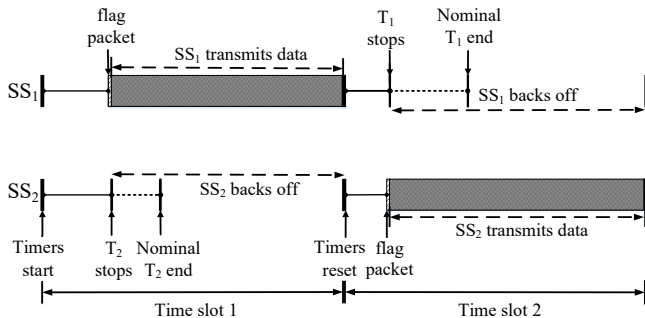 flag
packet
T1
stops
Nominal
T1 end
SS1 transmits data
SS1
SS1 backs off
SS2 backs off
SS2
SS2 transmits data
Timers
start
T2
stops
Nominal
T2 end
Timers
reset
flag
packet
Time slot 1
Time slot 2